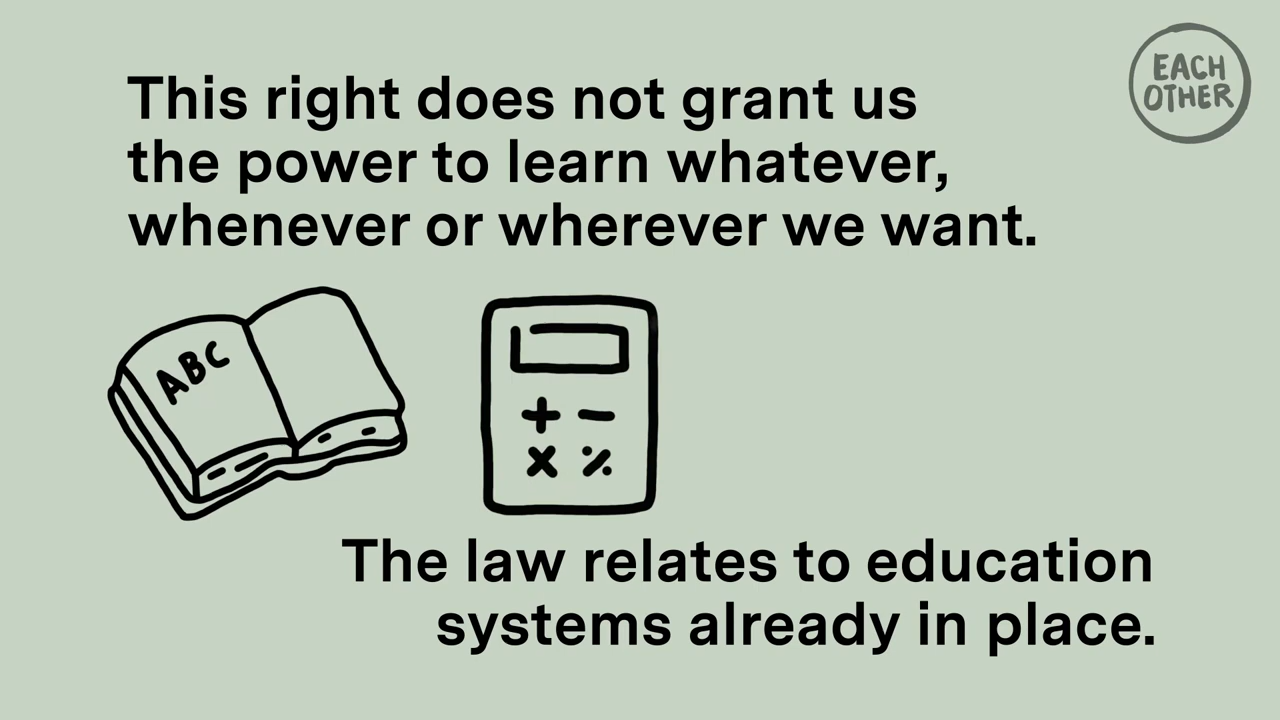 EACH
OTHER
This right does not grant us
the power to learn whatever,
whenever or wherever we want.
ABC
+ −
× %
The law relates to education
systems already in place.